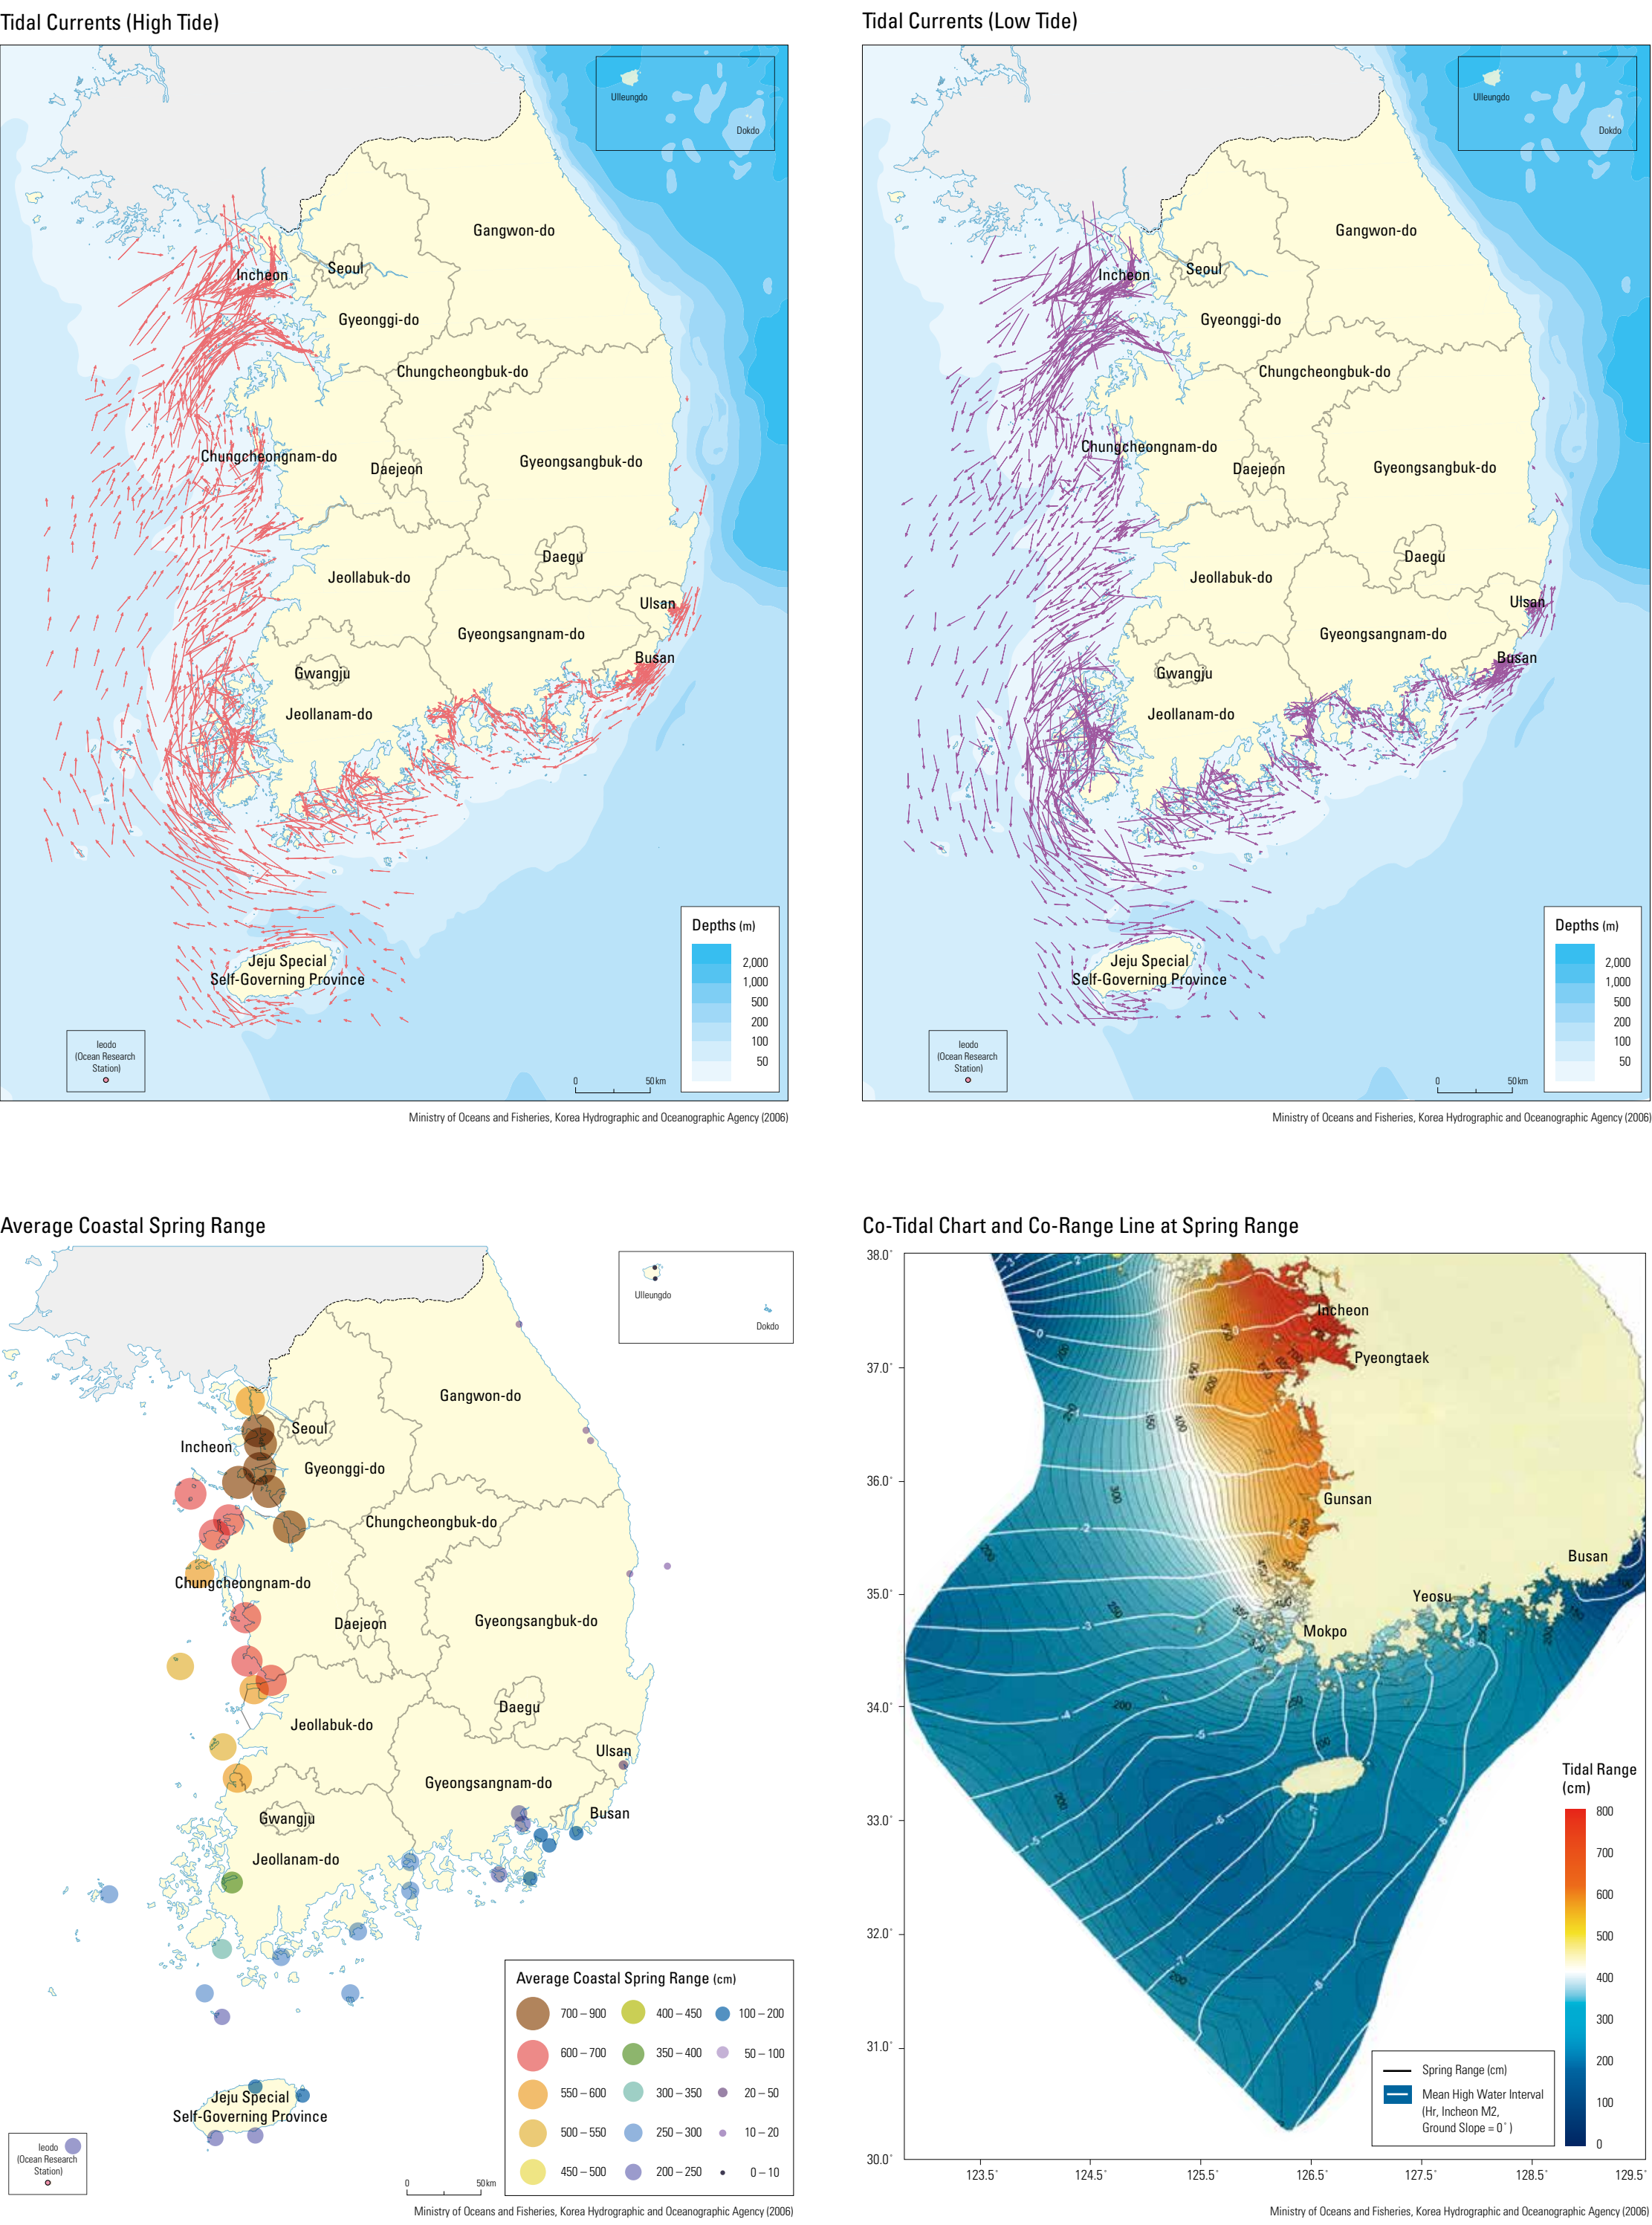 Tidal Currents (High Tide)
Ulleungdo
Dokdo
Gangwon-do
Seoul
Incheon
Gyeonggi-do
Chungcheongbuk-do
Chungcheongnam-do
Daejeon
Gyeongsangbuk-do
Daegu
Jeollabuk-do
Ulsan
Gyeongsangnam-do
Busan
Gwangju
Jeollanam-do
Jeju Special
Self-Governing Province
Ieodo
(Ocean Research
Station)
Depths (m)
2,000
1,000
500
200
100
50
0 50 km
Ministry of Oceans and Fisheries, Korea Hydrographic and Oceanographic Agency (2006)
Tidal Currents (Low Tide)
Ulleungdo
Dokdo
Gangwon-do
Seoul
Incheon
Gyeonggi-do
Chungcheongbuk-do
Chungcheongnam-do
Daejeon
Gyeongsangbuk-do
Daegu
Jeollabuk-do
Ulsan
Gyeongsangnam-do
Busan
Gwangju
Jeollanam-do
Jeju Special
Self-Governing Province
Ieodo
(Ocean Research
Station)
Depths (m)
2,000
1,000
500
200
100
50
0 50 km
Ministry of Oceans and Fisheries, Korea Hydrographic and Oceanographic Agency (2006)
Average Coastal Spring Range
Ulleungdo
Dokdo
Gangwon-do
Seoul
Incheon
Gyeonggi-do
Chungcheongbuk-do
Chungcheongnam-do
Daejeon
Gyeongsangbuk-do
Daegu
Jeollabuk-do
Ulsan
Gyeongsangnam-do
Busan
Gwangju
Jeollanam-do
Jeju Special
Self-Governing Province
Ieodo
(Ocean Research
Station)
0 50 km
Average Coastal Spring Range (cm)
700 – 900 400 – 450 100 – 200
600 – 700 350 – 400 50 – 100
550 – 600 300 – 350 20 – 50
500 – 550 250 – 300 10 – 20
450 – 500 200 – 250 0 – 10
Ministry of Oceans and Fisheries, Korea Hydrographic and Oceanographic Agency (2006)
Co-Tidal Chart and Co-Range Line at Spring Range
38.0°
37.0°
36.0°
35.0°
34.0°
33.0°
32.0°
31.0°
30.0°
123.5° 124.5° 125.5° 126.5° 127.5° 128.5° 129.5°
Incheon
Pyeongtaek
Gunsan
Busan
Yeosu
Mokpo
Tidal Range
(cm)
800
700
600
500
400
300
200
100
0
Spring Range (cm)
Mean High Water Interval
(Hr, Incheon M2,
Ground Slope = 0°)
Ministry of Oceans and Fisheries, Korea Hydrographic and Oceanographic Agency (2006)